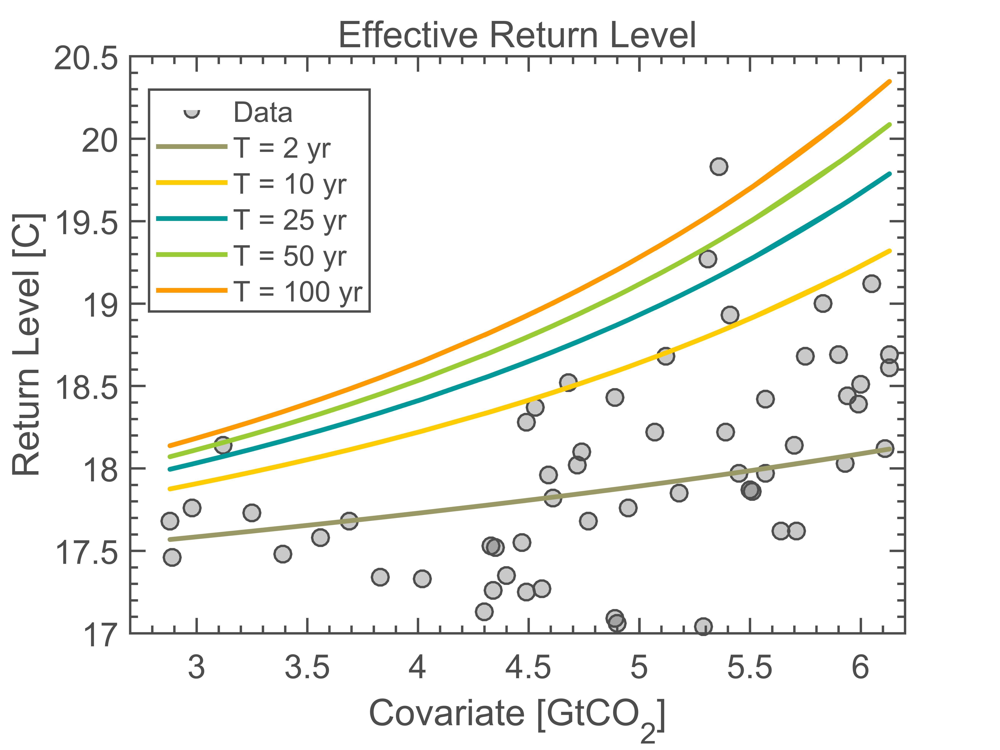 Effective Return Level
20.5
20
19.5
19
18.5
18
17.5
17
Return Level [C]
Data
T = 2 yr
T = 10 yr
T = 25 yr
T = 50 yr
T = 100 yr
3 3.5 4 4.5 5 5.5 6
Covariate [GtCO2]